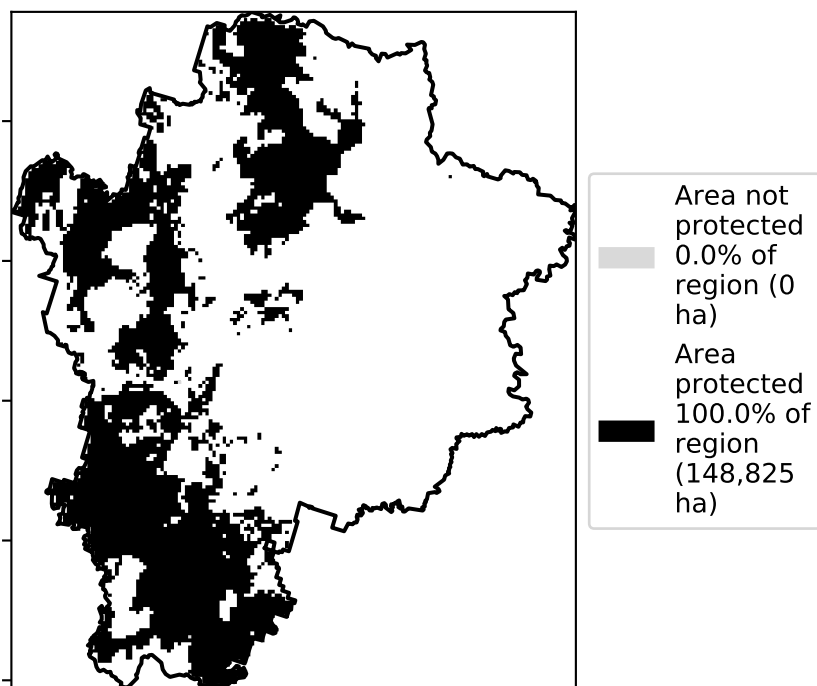 Area not
protected
0.0% of
region (0
ha)
Area
protected
100.0% of
region
(148,825
ha)